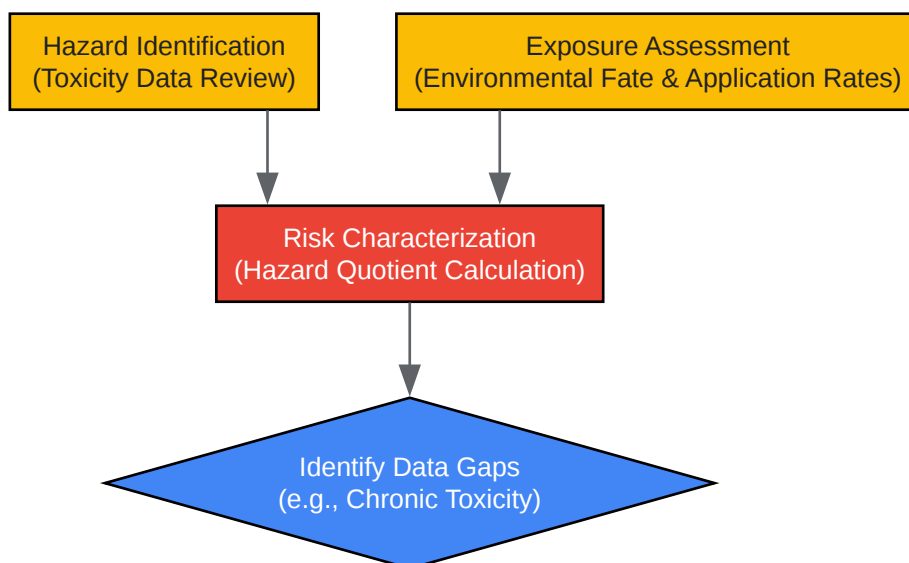 Hazard Identification
(Toxicity Data Review)
Exposure Assessment
(Environmental Fate & Application Rates)
Risk Characterization
(Hazard Quotient Calculation)
Identify Data Gaps
(e.g., Chronic Toxicity)